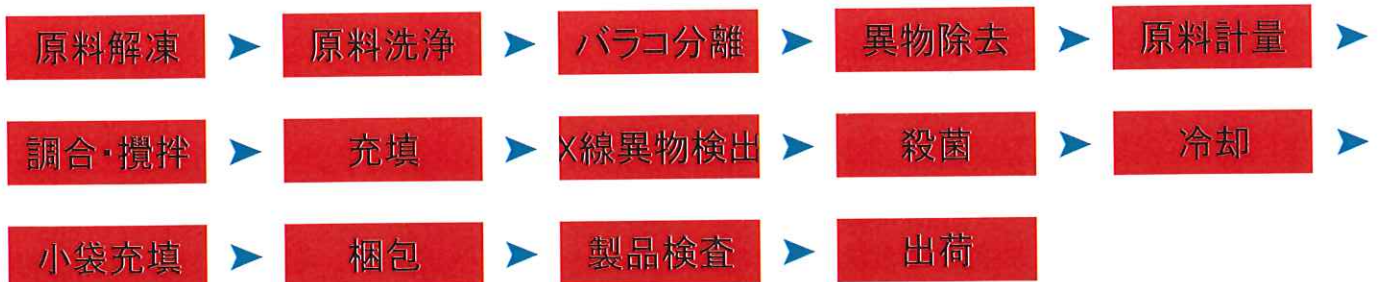 原料解凍 ➤ 原料洗浄 ➤ バラコ分離 ➤ 異物除去 ➤ 原料計量 ➤
調合・攪拌 ➤ 充填 ➤ X線異物検出 ➤ 殺菌 ➤ 冷却 ➤
小袋充填 ➤ 梱包 ➤ 製品検査 ➤ 出荷